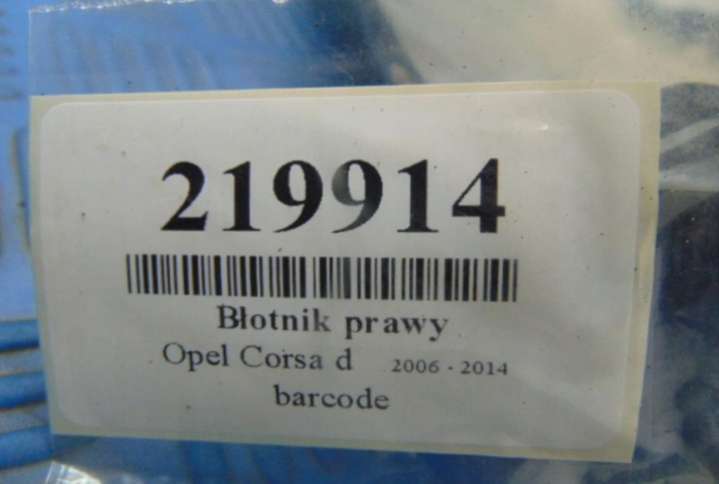 219914
Błotnik prawy
Opel Corsa d 2006 - 2014
barcode